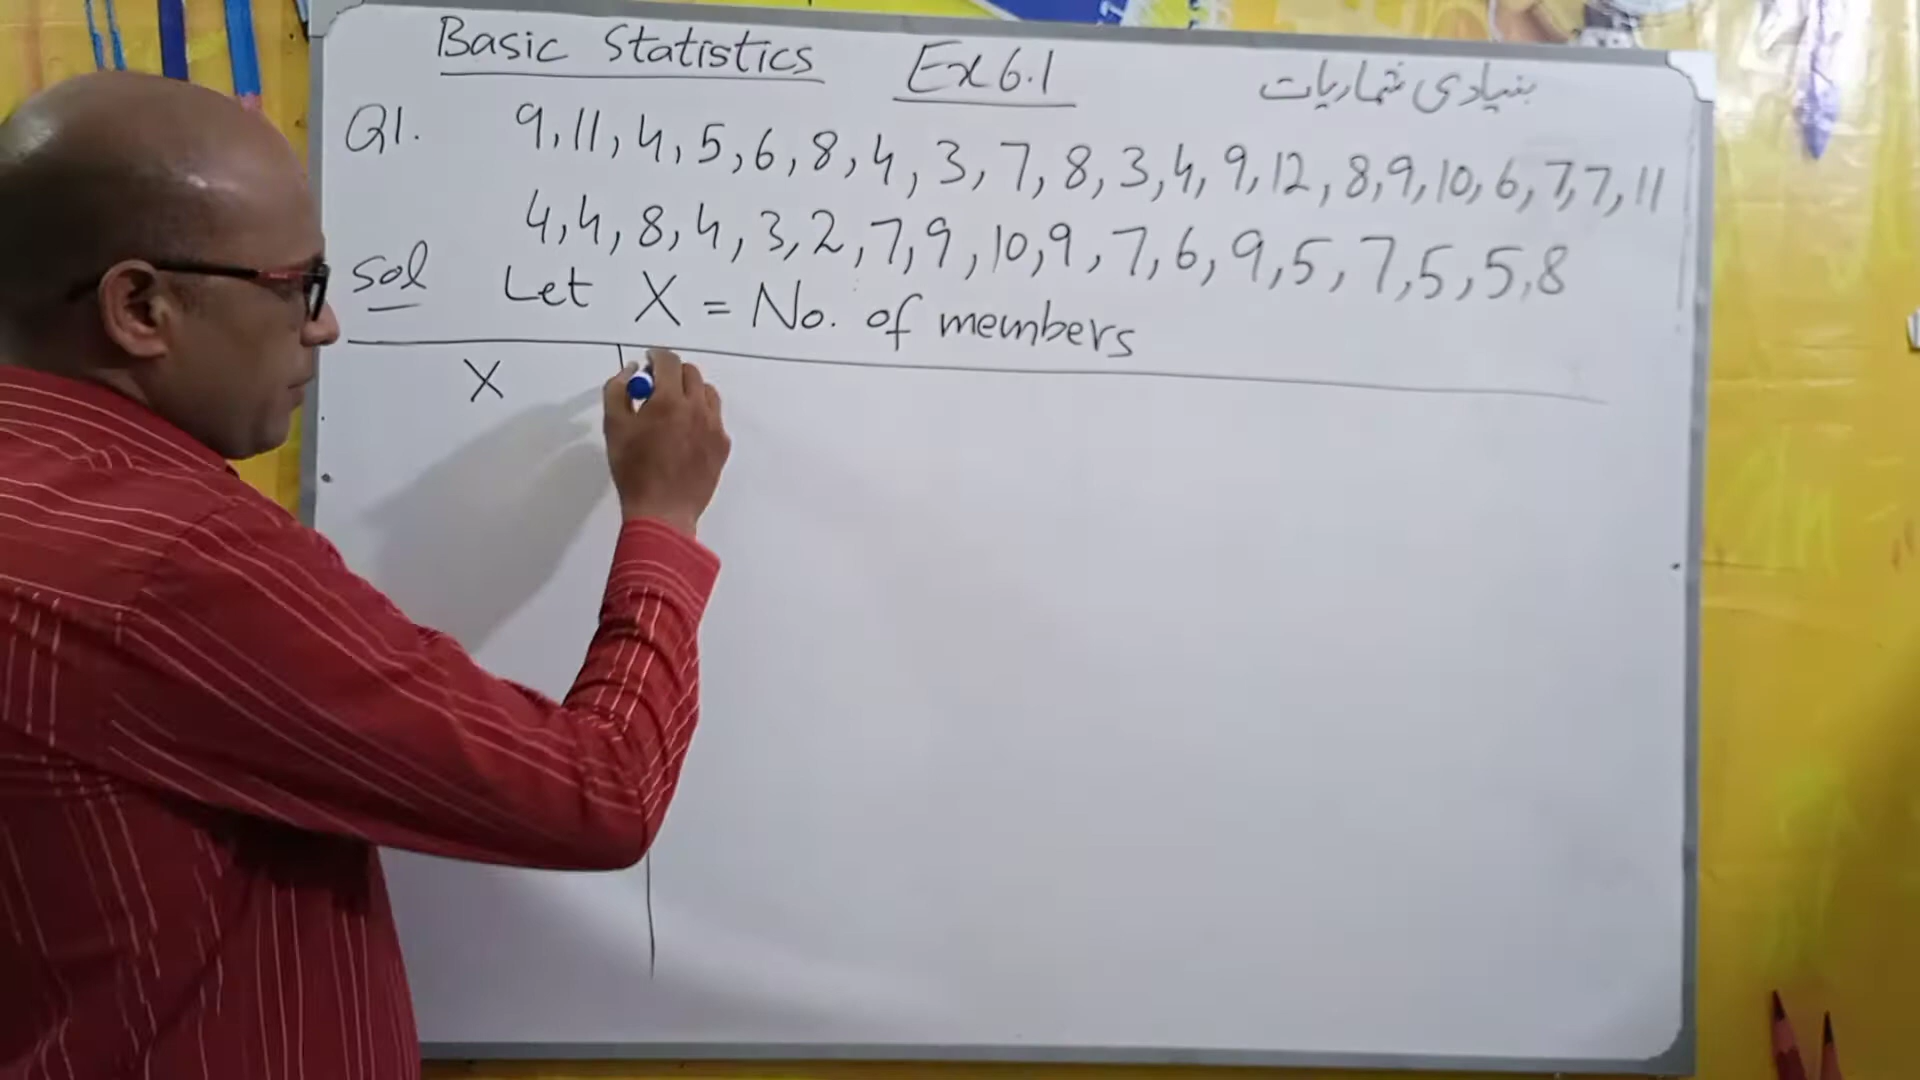 Basic Statistics Ex 6.1 بنیادی شماریات
Q1. 9, 11, 4, 5, 6, 8, 4, 3, 7, 8, 3, 4, 9, 12, 8, 9, 10, 6, 7, 7, 11
4, 4, 8, 4, 3, 2, 7, 9, 10, 9, 7, 6, 9, 5, 7, 5, 5, 8
Sol Let X = No. of members
X